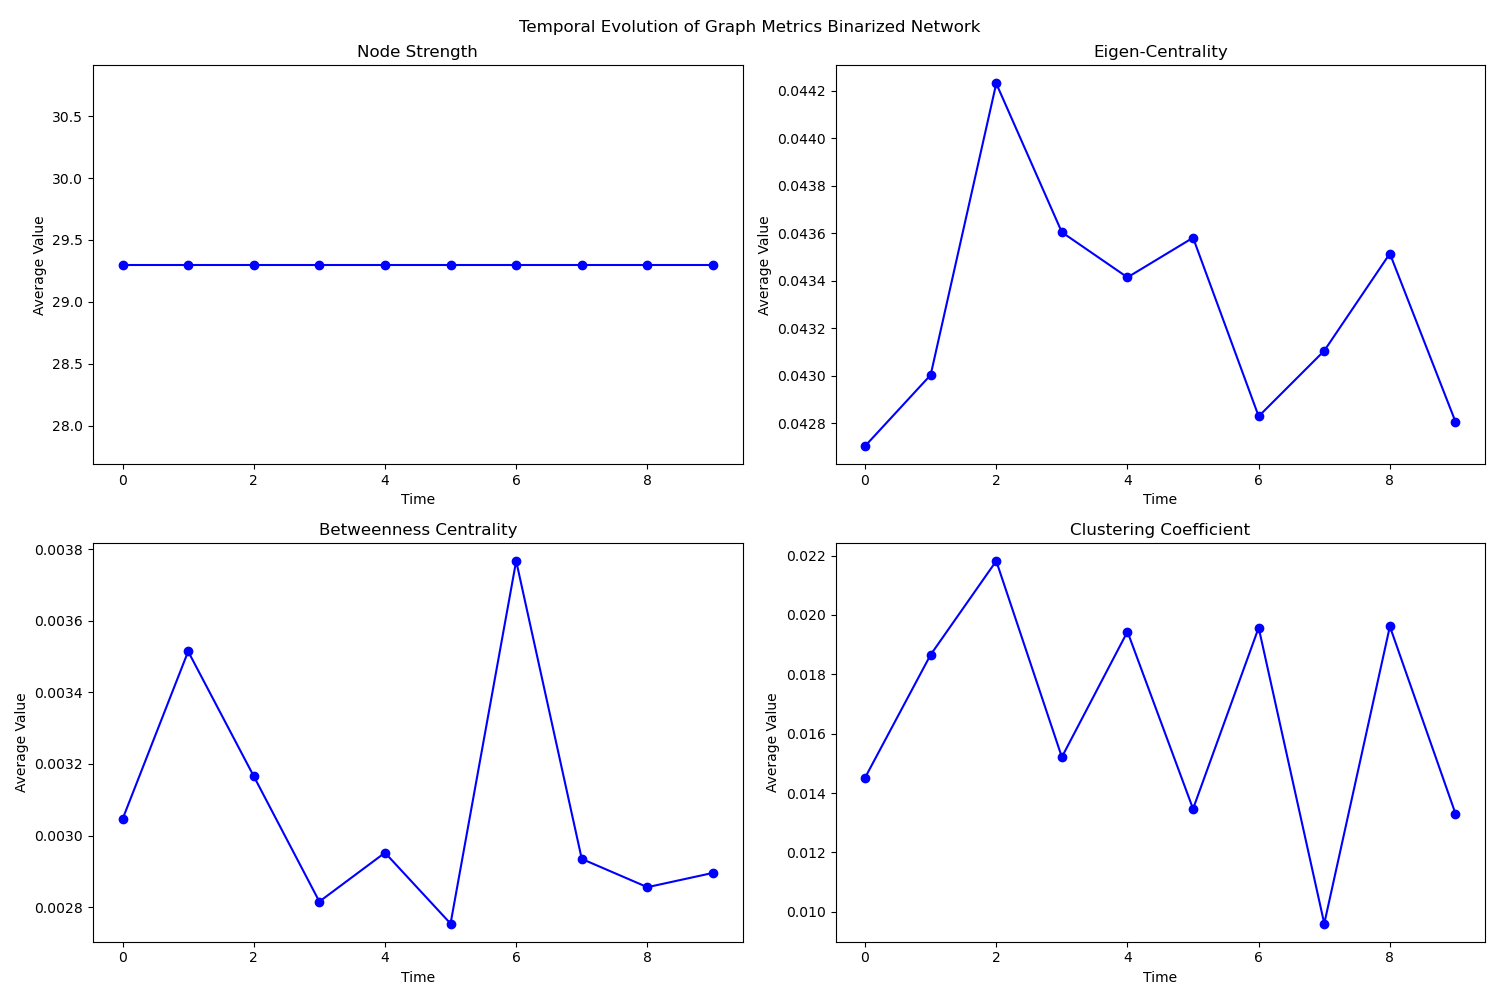 Temporal Evolution of Graph Metrics Binarized Network
Node Strength
Average Value
30.5
30.0
29.5
29.0
28.5
28.0
0 2 4 6 8
Time
Eigen-Centrality
Average Value
0.0442
0.0440
0.0438
0.0436
0.0434
0.0432
0.0430
0.0428
0 2 4 6 8
Time
Betweenness Centrality
Average Value
0.0038
0.0036
0.0034
0.0032
0.0030
0.0028
0 2 4 6 8
Time
Clustering Coefficient
Average Value
0.022
0.020
0.018
0.016
0.014
0.012
0.010
0 2 4 6 8
Time